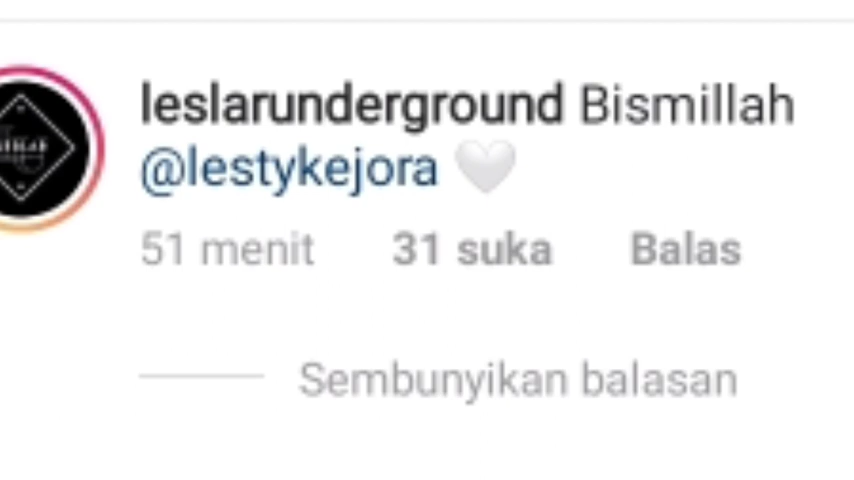 leslarunderground Bismillah
@lestykejora 🤍
51 menit 31 suka Balas
Sembunyikan balasan